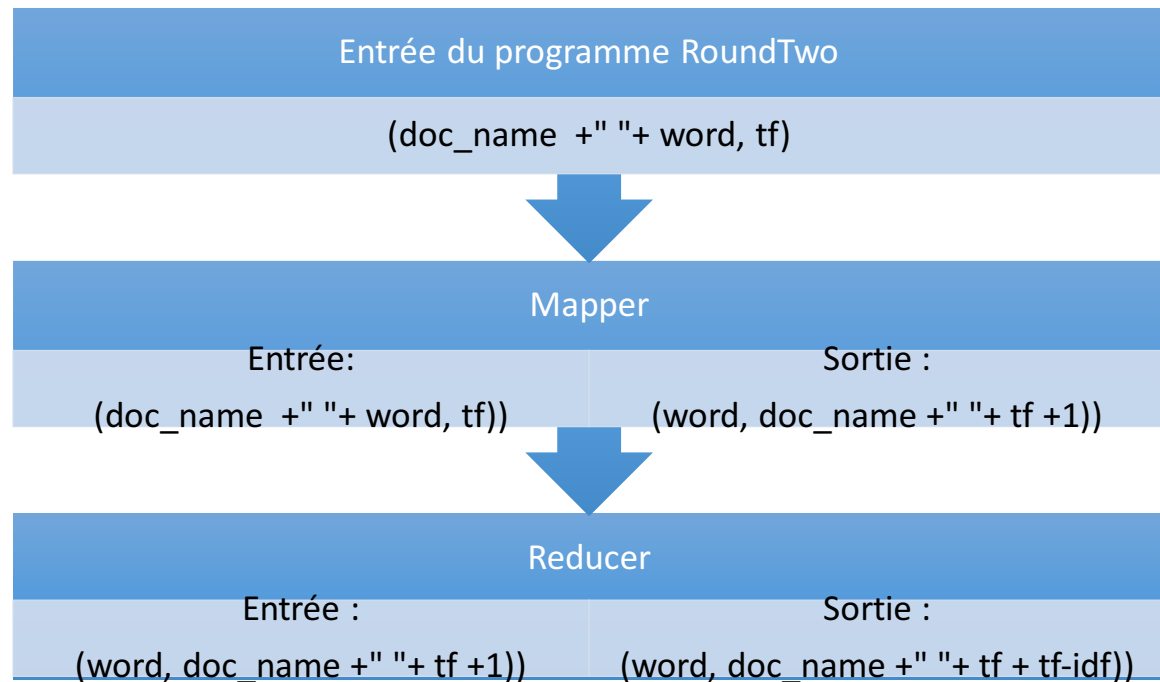 Entrée du programme RoundTwo
(doc_name +" "+ word, tf)
Mapper
Entrée:
(doc_name +" "+ word, tf))
Sortie :
(word, doc_name +" "+ tf +1))
Reducer
Entrée :
(word, doc_name +" "+ tf +1))
Sortie :
(word, doc_name +" "+ tf + tf-idf))